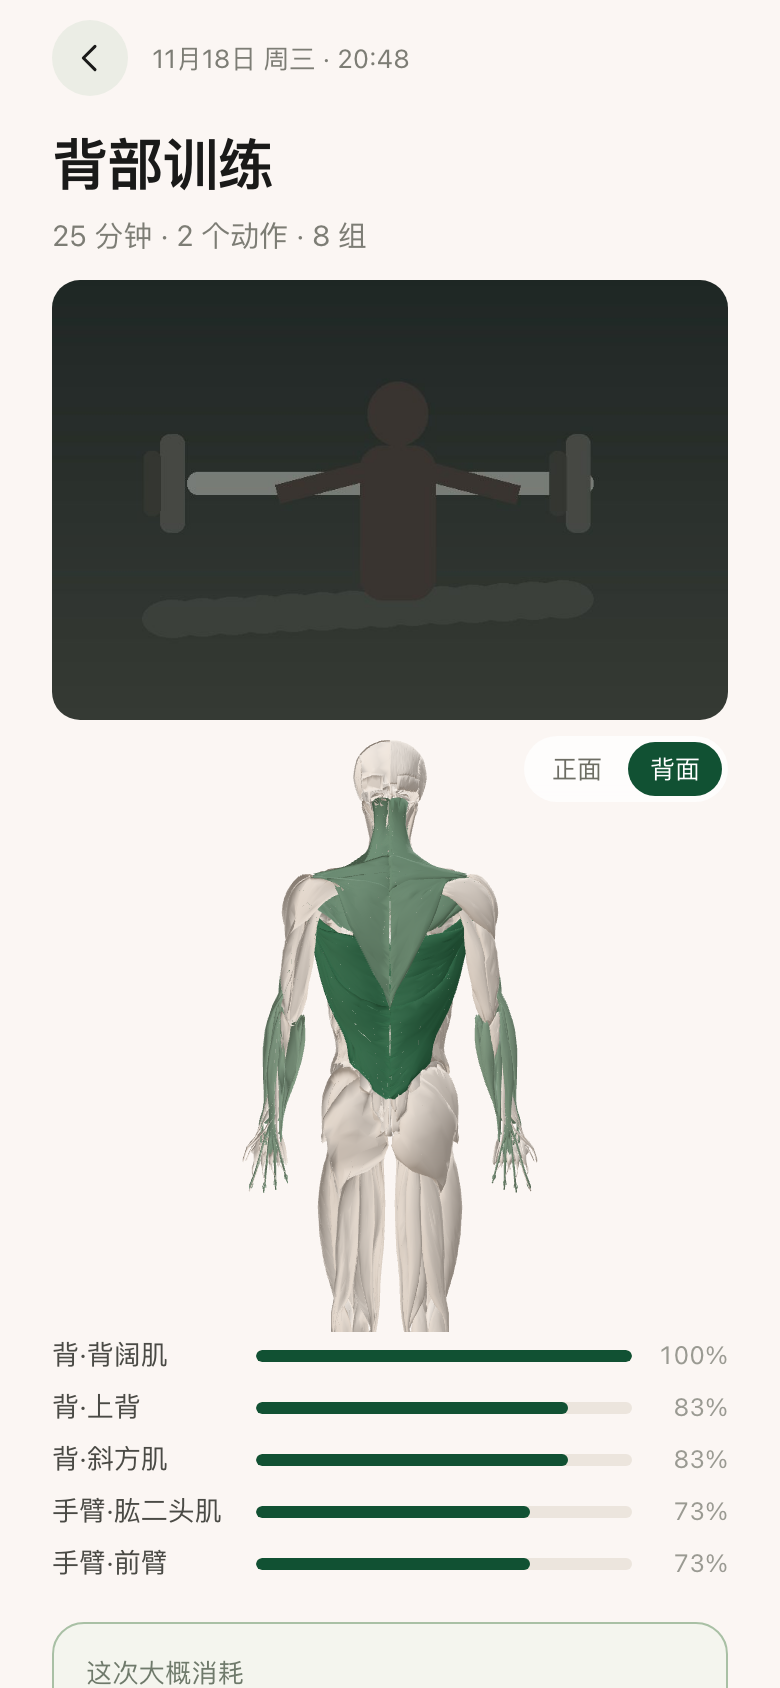 11月18日 周三 · 20:48
背部训练
25 分钟 · 2 个动作 · 8 组
正面 背面
背·背阔肌 100%
背·上背 83%
背·斜方肌 83%
手臂·肱二头肌 73%
手臂·前臂 73%
这次大概消耗